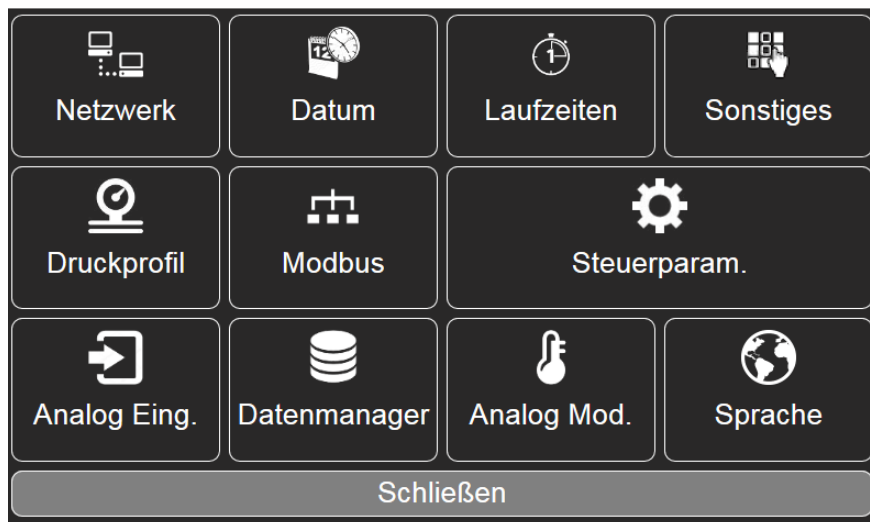 Netzwerk
Datum
Laufzeiten
Sonstiges
Druckprofil
Modbus
Steuerparam.
Analog Eing.
Datenmanager
Analog Mod.
Sprache
Schließen